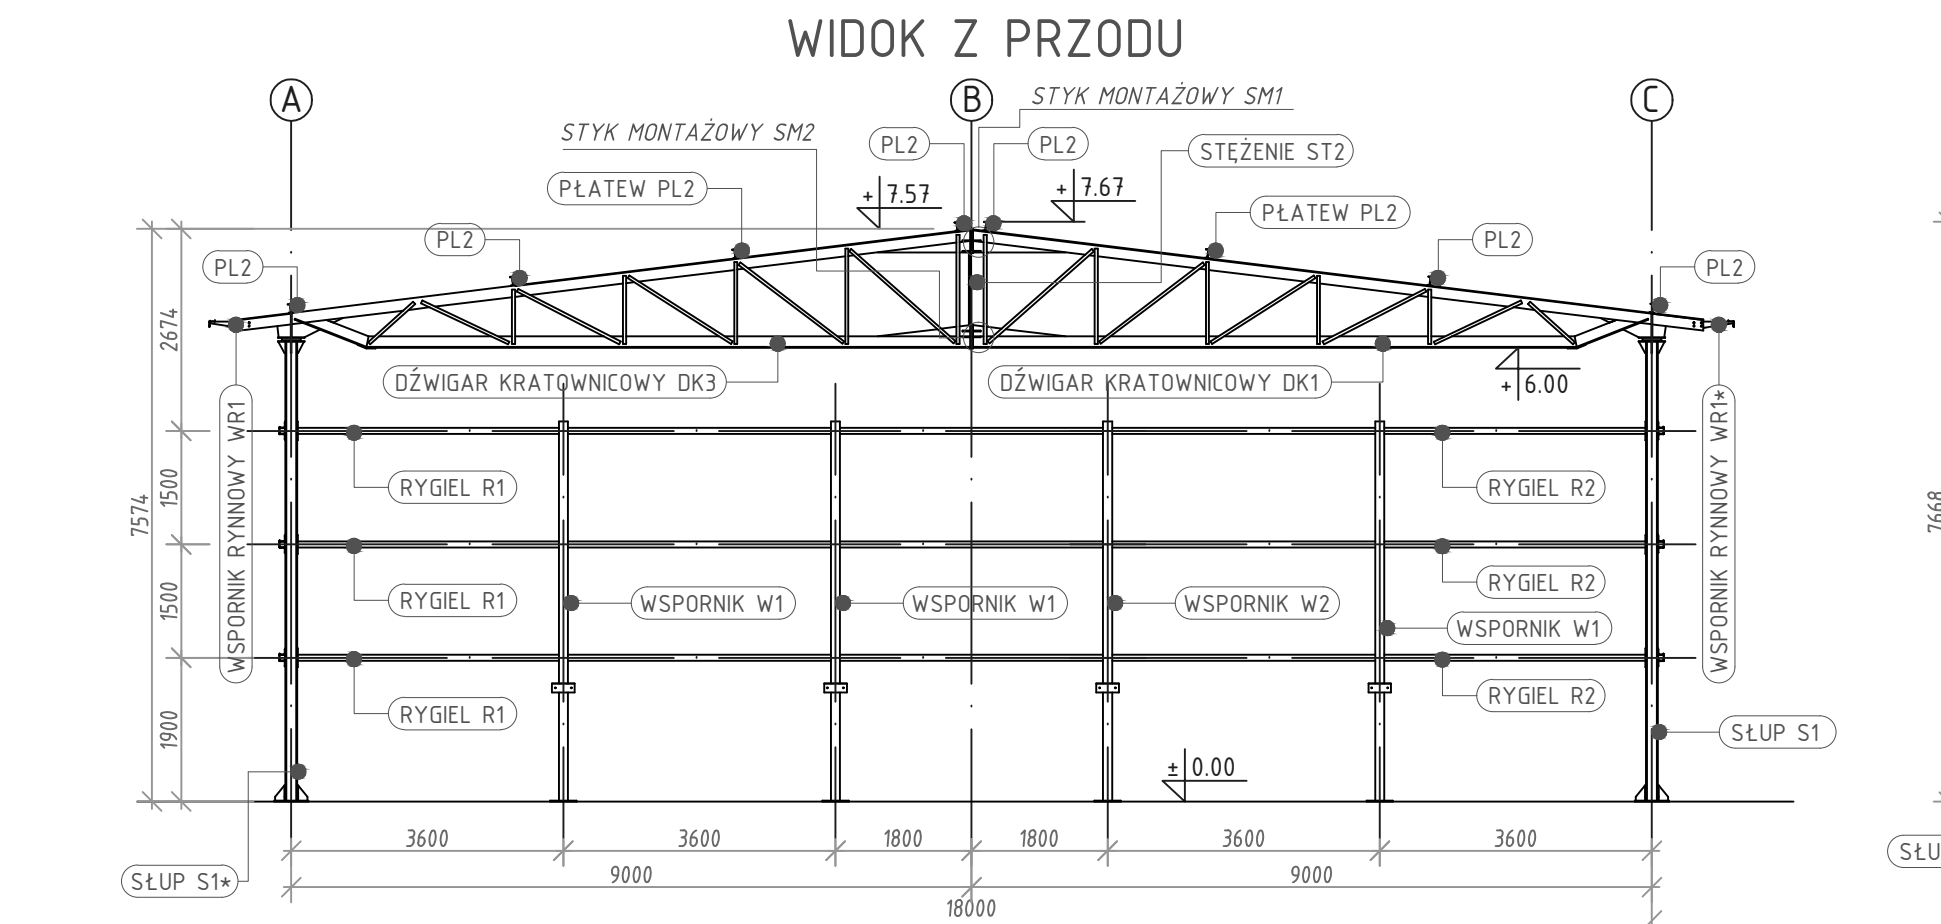 WIDOK Z PRZODU
A
B
C
STYK MONTAŻOWY SM1
STYK MONTAŻOWY SM2
PL2
PL2
STĘŻENIE ST2
PŁATEW PL2
+ 7.57
+ 7.67
PŁATEW PL2
PL2
PL2
PL2
PL2
2674
DŹWIGAR KRATOWNICOWY DK3
DŹWIGAR KRATOWNICOWY DK1
+ 6.00
WSPORNIK RYNNOWY WR1
WSPORNIK RYNNOWY WR1*
RYGIEL R1
RYGIEL R2
1500
7574
7668
RYGIEL R1
RYGIEL R2
1500
WSPORNIK W1
WSPORNIK W1
WSPORNIK W2
WSPORNIK W1
RYGIEL R1
RYGIEL R2
1900
SŁUP S1
± 0.00
3600
3600
1800
1800
3600
3600
SŁUP S1*
9000
9000
18000
SŁU